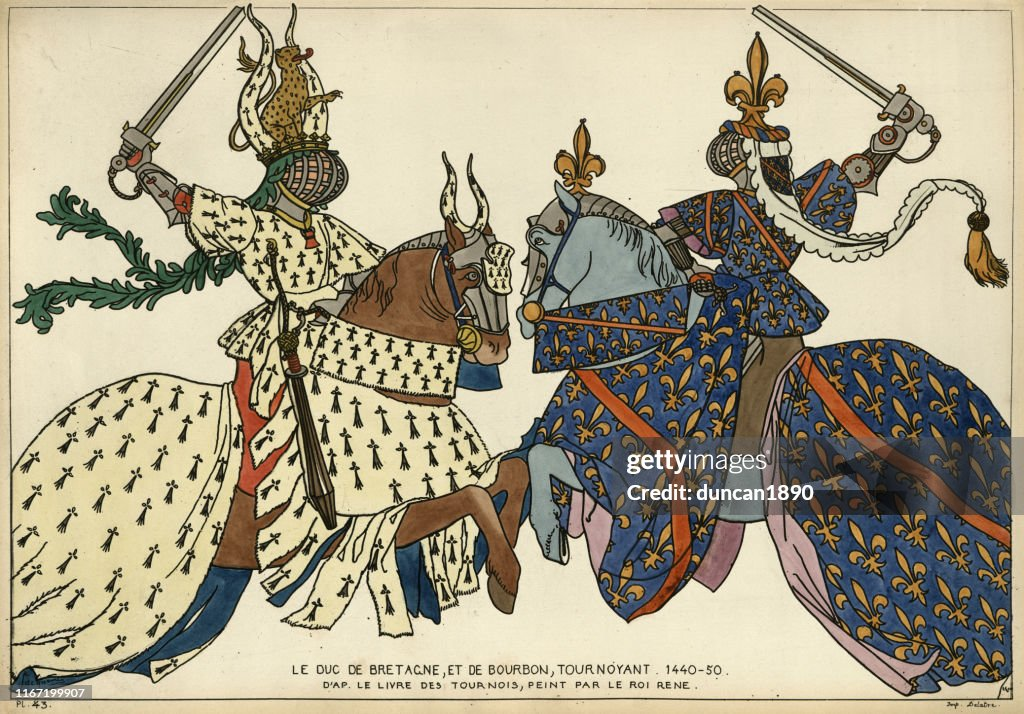 gettyimages
Credit: duncan1890
LE DUC DE BRETAGNE, ET DE BOURBON, TOURNOYANT. 1440-50.
D'AP. LE LIVRE DES TOURNOIS, PEINT PAR LE ROI RENE.
1167199907
PL. 43.
Imp. Delatre.